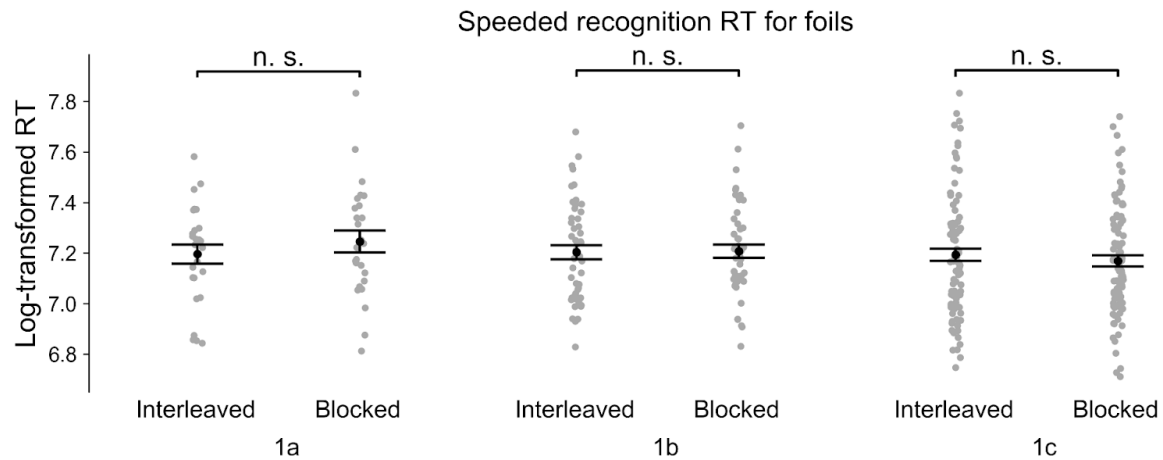 Speeded recognition RT for foils
n. s.
n. s.
n. s.
Log-transformed RT
7.8
7.6
7.4
7.2
7.0
6.8
Interleaved Blocked Interleaved Blocked Interleaved Blocked
1a 1b 1c